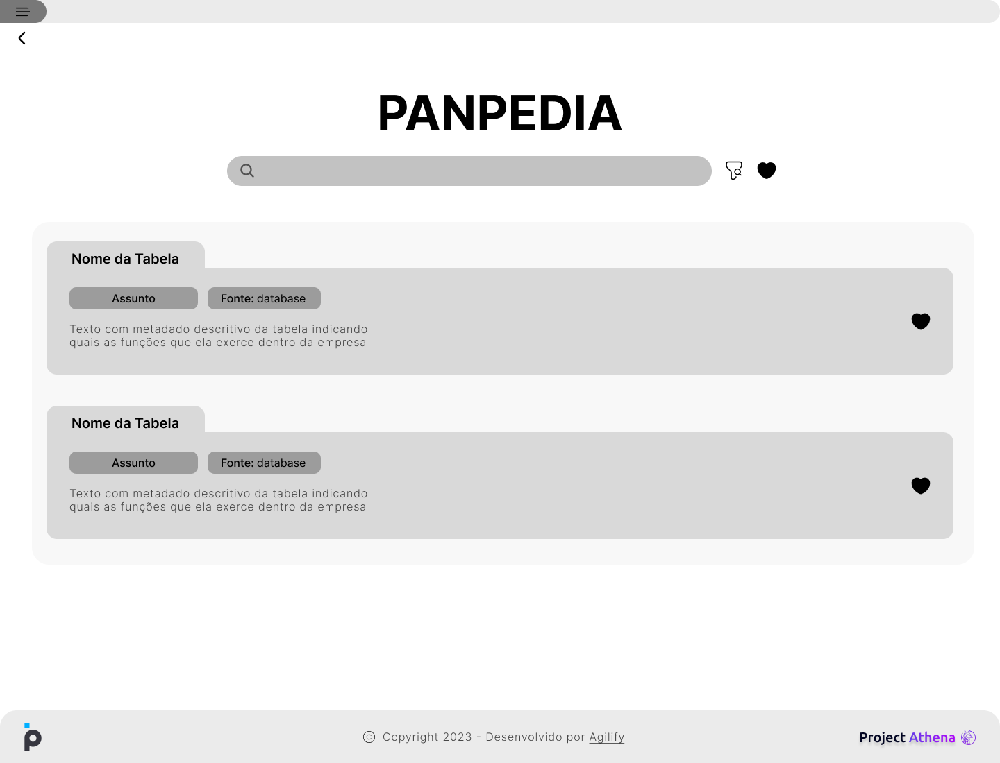 PANPEDIA
Nome da Tabela
Assunto
Fonte: database
Texto com metadado descritivo da tabela indicando
quais as funções que ela exerce dentro da empresa
Nome da Tabela
Assunto
Fonte: database
Texto com metadado descritivo da tabela indicando
quais as funções que ela exerce dentro da empresa
© Copyright 2023 - Desenvolvido por Agilify
Project Athena